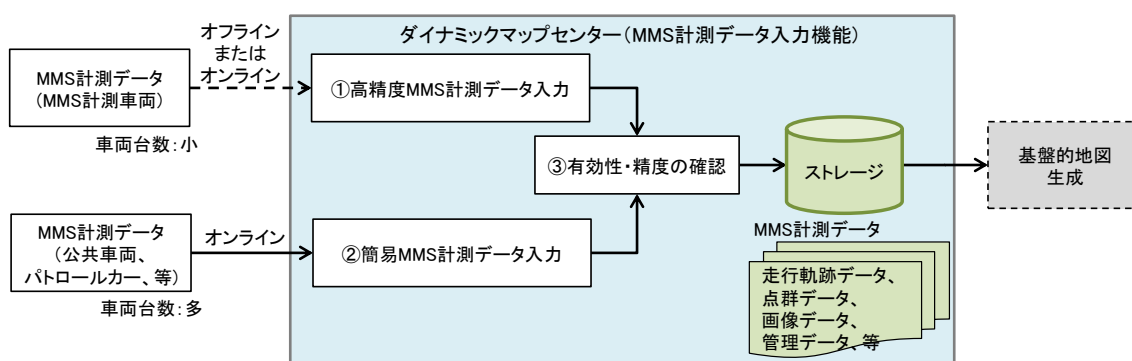 ダイナミックマップセンター（MMS計測データ入力機能）
オフライン
または
オンライン
MMS計測データ
（MMS計測車両）
車両台数：小
①高精度MMS計測データ入力
③有効性・精度の確認
ストレージ
基盤的地図
生成
MMS計測データ
（公共車両、
パトロールカー、等）
車両台数：多
オンライン
②簡易MMS計測データ入力
MMS計測データ
走行軌跡データ、
点群データ、
画像データ、
管理データ、等